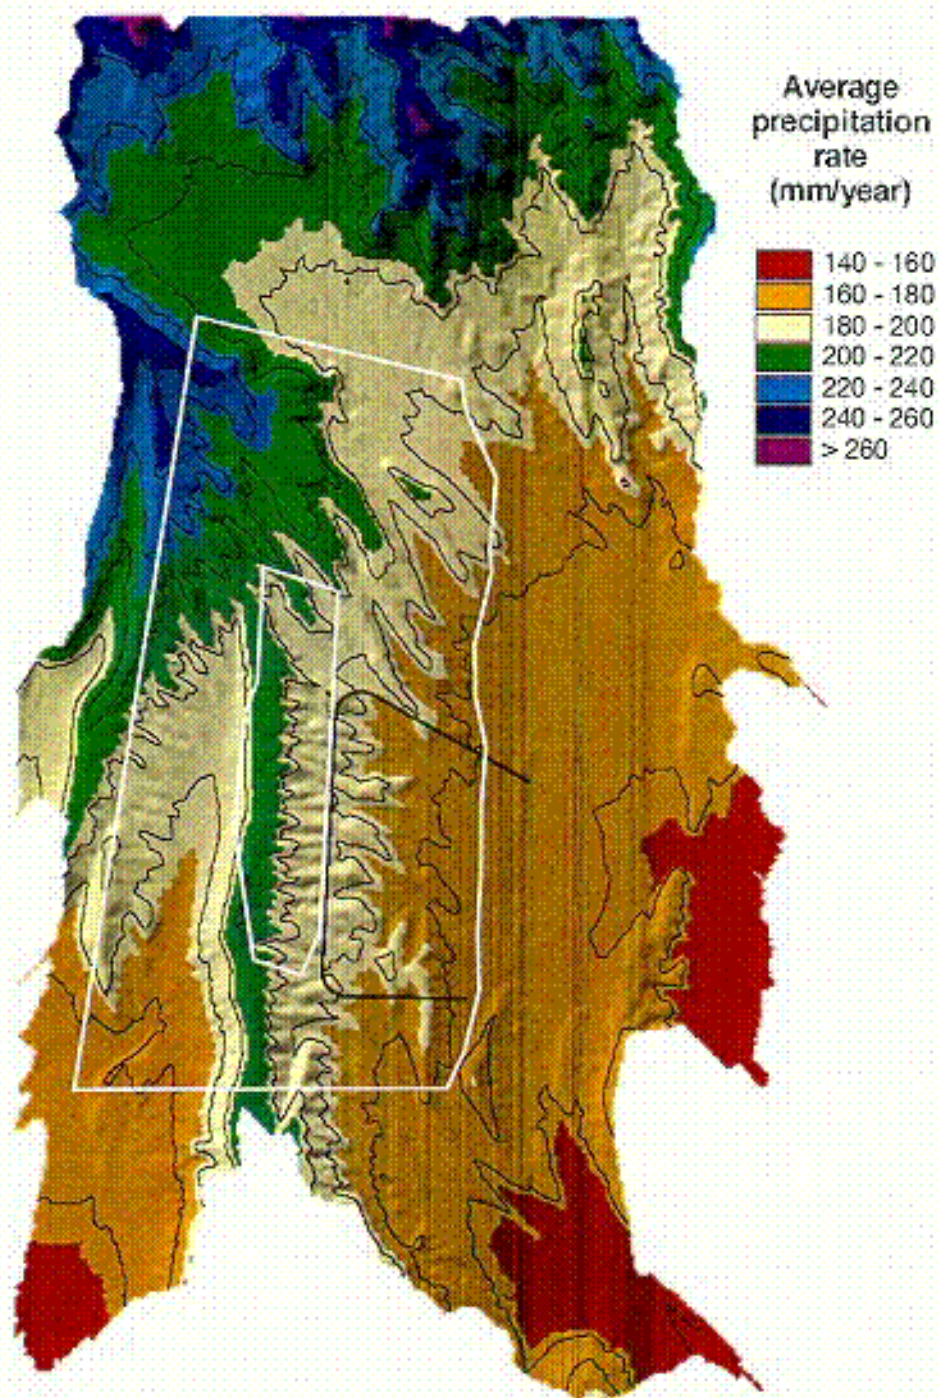 Average
precipitation
rate
(mm/year)
140 - 160
160 - 180
180 - 200
200 - 220
220 - 240
240 - 260
> 260